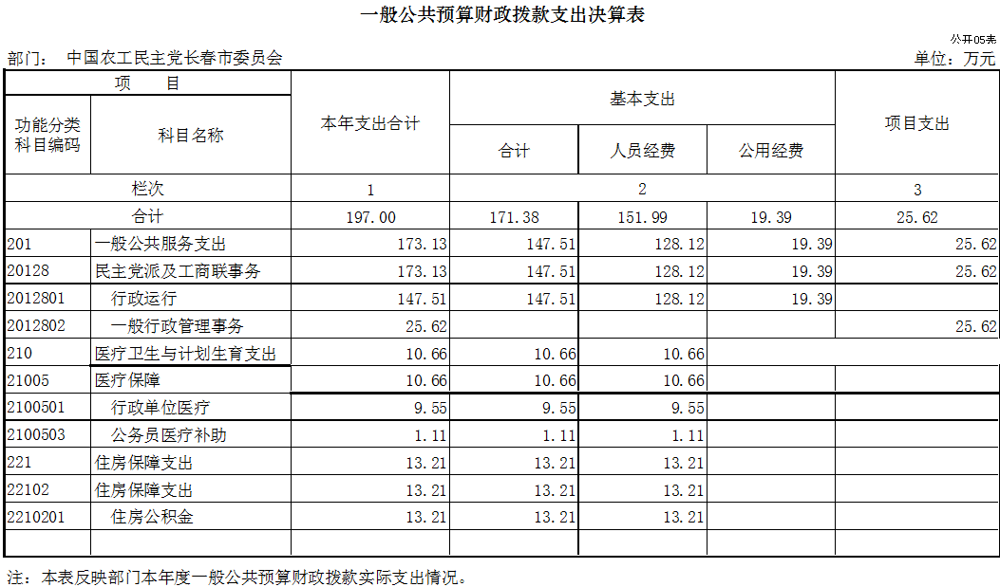 一般公共预算财政拨款支出决算表
公开05表
部门： 中国农工民主党长春市委员会 单位：万元
项 目 本年支出合计 基本支出 项目支出
功能分类科目编码 科目名称 合计 人员经费 公用经费
栏次 1 2 3
合计 197.00 171.38 151.99 19.39 25.62
201 一般公共服务支出 173.13 147.51 128.12 19.39 25.62
20128 民主党派及工商联事务 173.13 147.51 128.12 19.39 25.62
2012801 行政运行 147.51 147.51 128.12 19.39
2012802 一般行政管理事务 25.62 25.62
210 医疗卫生与计划生育支出 10.66 10.66 10.66
21005 医疗保障 10.66 10.66 10.66
2100501 行政单位医疗 9.55 9.55 9.55
2100503 公务员医疗补助 1.11 1.11 1.11
221 住房保障支出 13.21 13.21 13.21
22102 住房保障支出 13.21 13.21 13.21
2210201 住房公积金 13.21 13.21 13.21
注：本表反映部门本年度一般公共预算财政拨款实际支出情况。